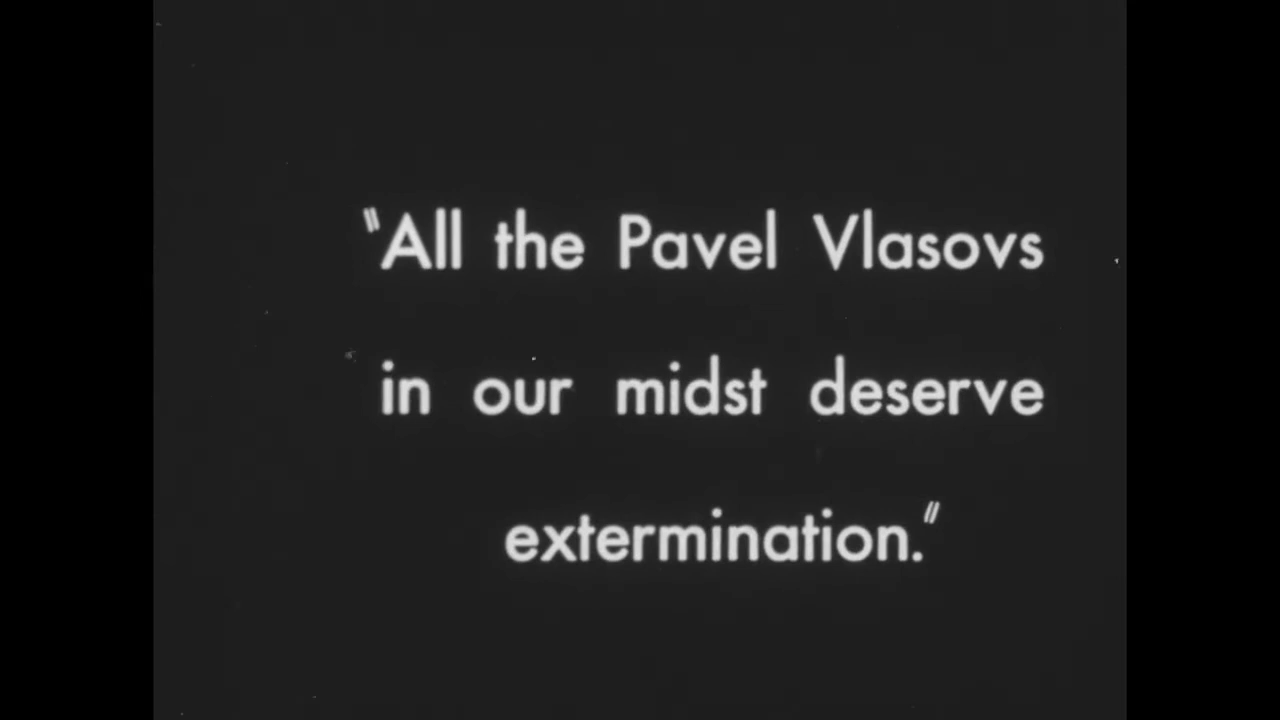 "All the Pavel Vlasovs
in our midst deserve
extermination."